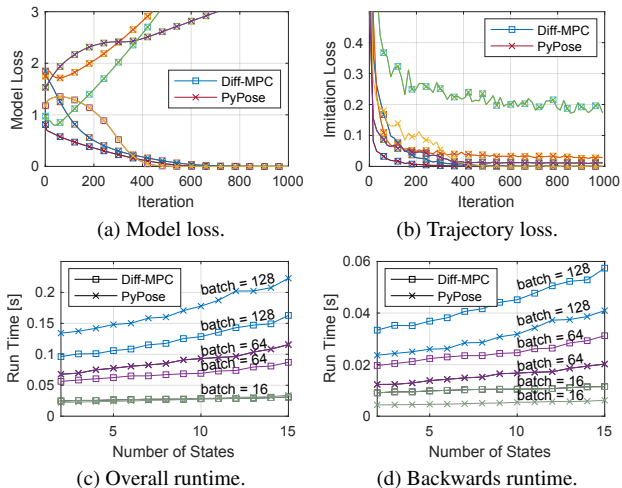 3
2
1
0
0 200 400 600 800 1000
Model Loss
Iteration
Diff-MPC
PyPose
(a) Model loss.
0.4
0.3
0.2
0.1
0
0 200 400 600 800 1000
Imitation Loss
Iteration
Diff-MPC
PyPose
(b) Trajectory loss.
0.2
0.15
0.1
0.05
0
5 10 15
Run Time [s]
Number of States
Diff-MPC
PyPose
batch = 128
batch = 128
batch = 64
batch = 64
batch = 16
(c) Overall runtime.
0.06
0.04
0.02
0
5 10 15
Run Time [s]
Number of States
Diff-MPC
PyPose
batch = 128
batch = 128
batch = 64
batch = 64
batch = 16
batch = 16
(d) Backwards runtime.